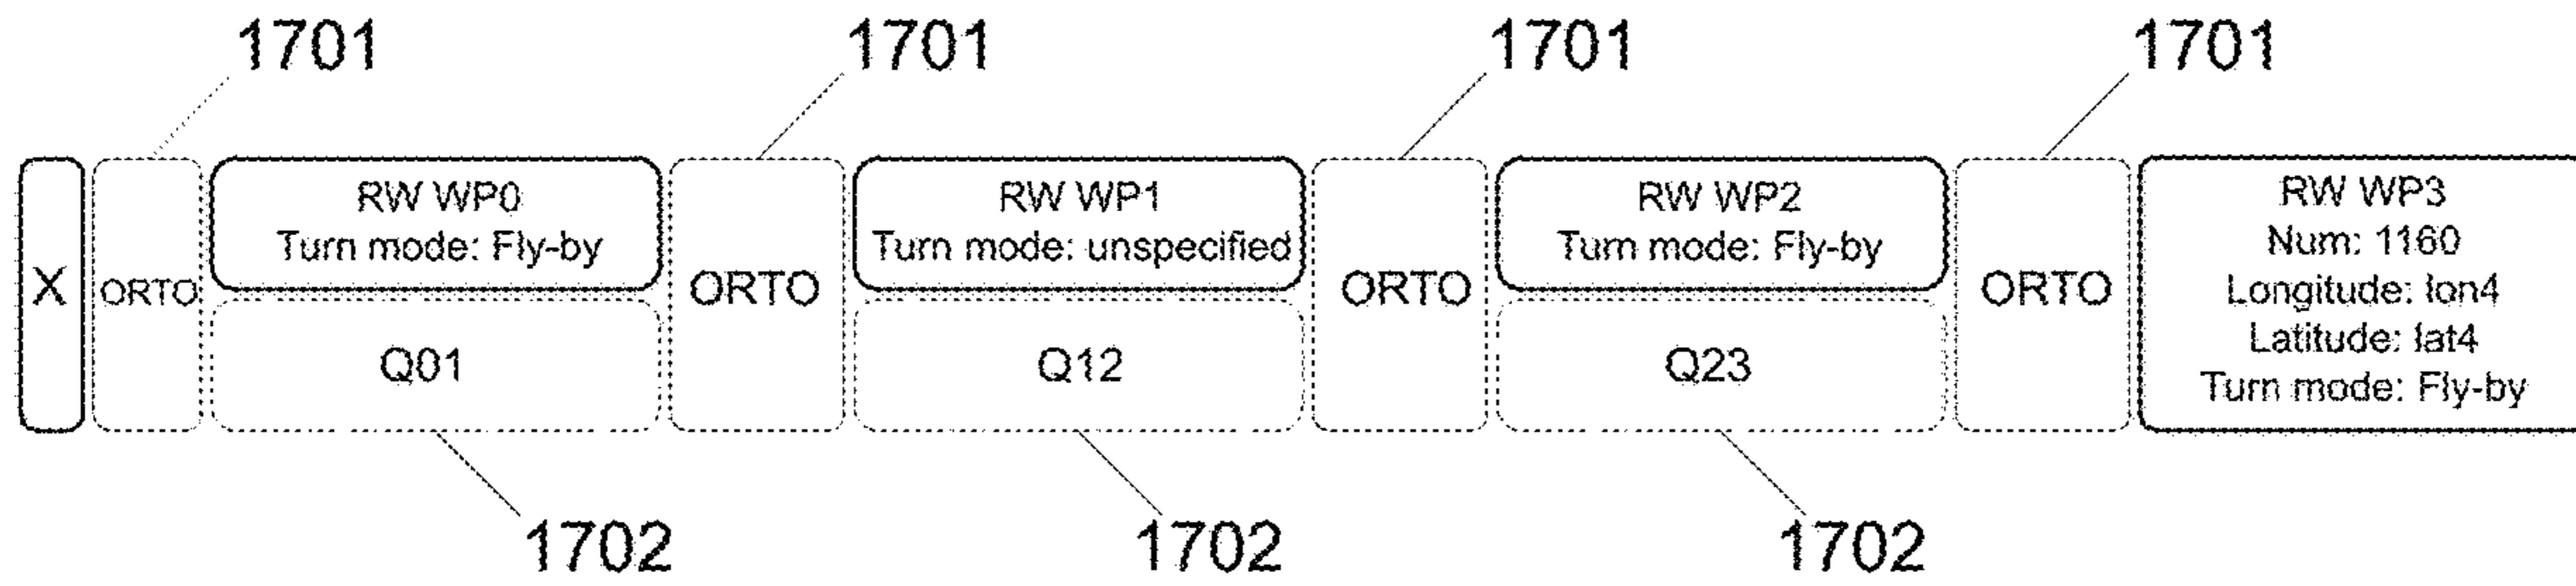 1701 1701 1701 1701
X
ORTO
RW WP0
Turn mode: Fly-by
Q01
ORTO
RW WP1
Turn mode: unspecified
Q12
ORTO
RW WP2
Turn mode: Fly-by
Q23
ORTO
RW WP3
Num: 1160
Longitude: lon4
Latitude: lat4
Turn mode: Fly-by
1702 1702 1702